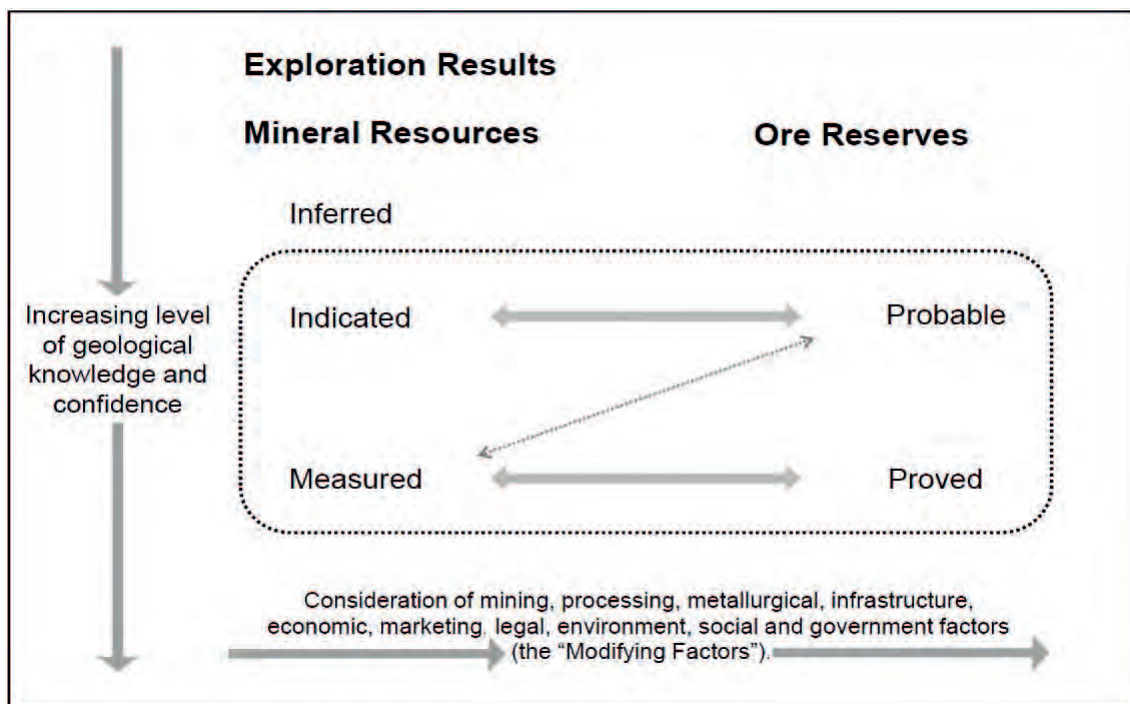 Exploration Results
Mineral Resources
Ore Reserves
Inferred
Indicated
Probable
Increasing level
of geological
knowledge and
confidence
Measured
Proved
Consideration of mining, processing, metallurgical, infrastructure,
economic, marketing, legal, environment, social and government factors
(the “Modifying Factors”).